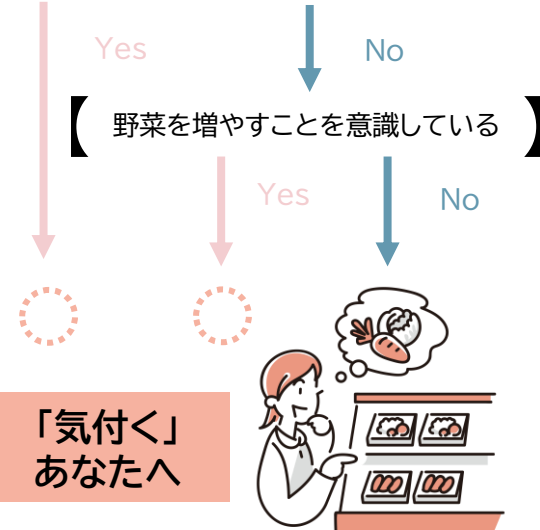 Yes
No
【 野菜を増やすことを意識している 】
Yes
No
「気付く」
あなたへ